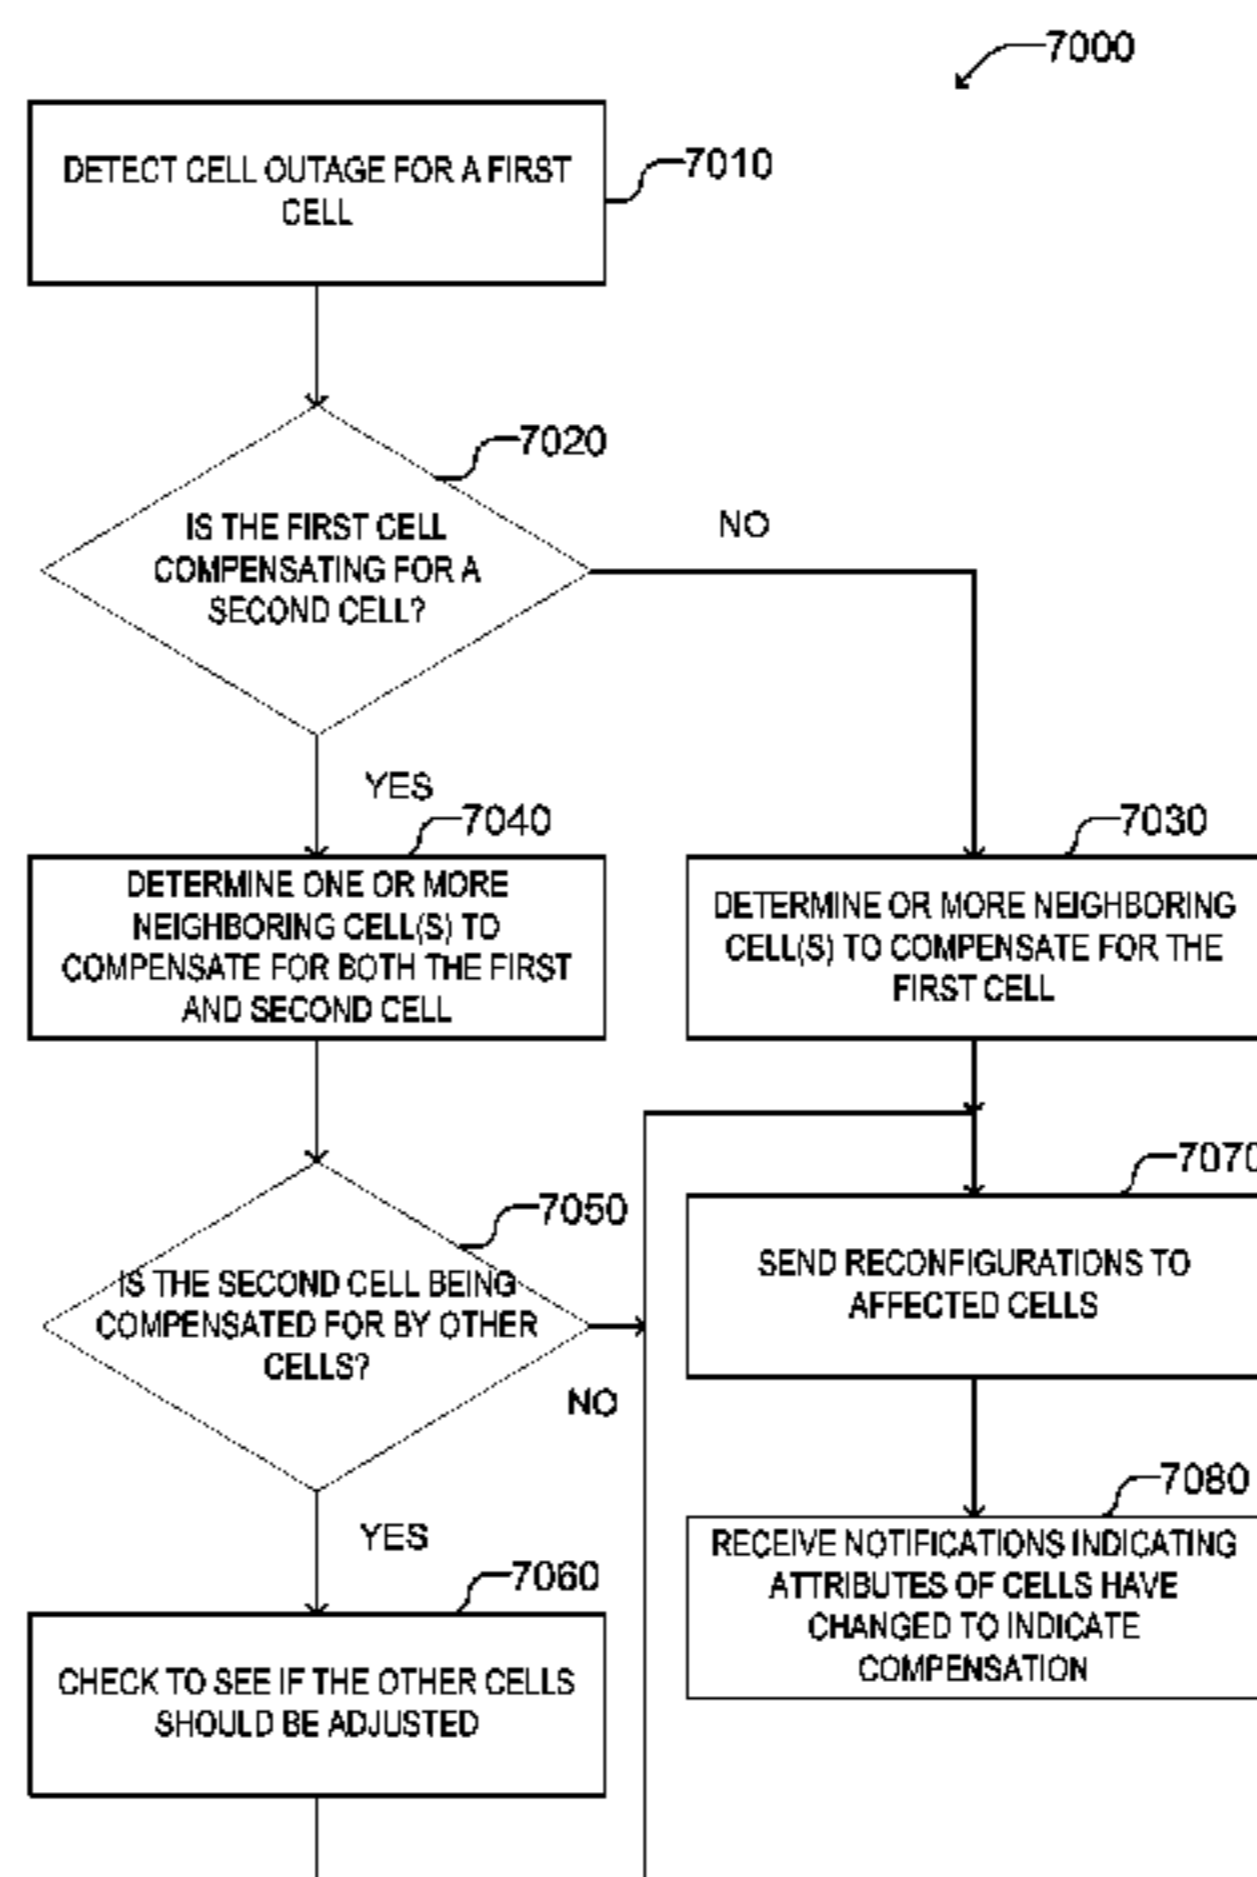 7000
DETECT CELL OUTAGE FOR A FIRST
CELL
7010
7020
IS THE FIRST CELL
COMPENSATING FOR A
SECOND CELL?
NO
YES
7040
DETERMINE ONE OR MORE
NEIGHBORING CELL(S) TO
COMPENSATE FOR BOTH THE FIRST
AND SECOND CELL
7030
DETERMINE OR MORE NEIGHBORING
CELL(S) TO COMPENSATE FOR THE
FIRST CELL
7050
IS THE SECOND CELL BEING
COMPENSATED FOR BY OTHER
CELLS?
NO
YES
7070
SEND RECONFIGURATIONS TO
AFFECTED CELLS
7060
CHECK TO SEE IF THE OTHER CELLS
SHOULD BE ADJUSTED
7080
RECEIVE NOTIFICATIONS INDICATING
ATTRIBUTES OF CELLS HAVE
CHANGED TO INDICATE
COMPENSATION